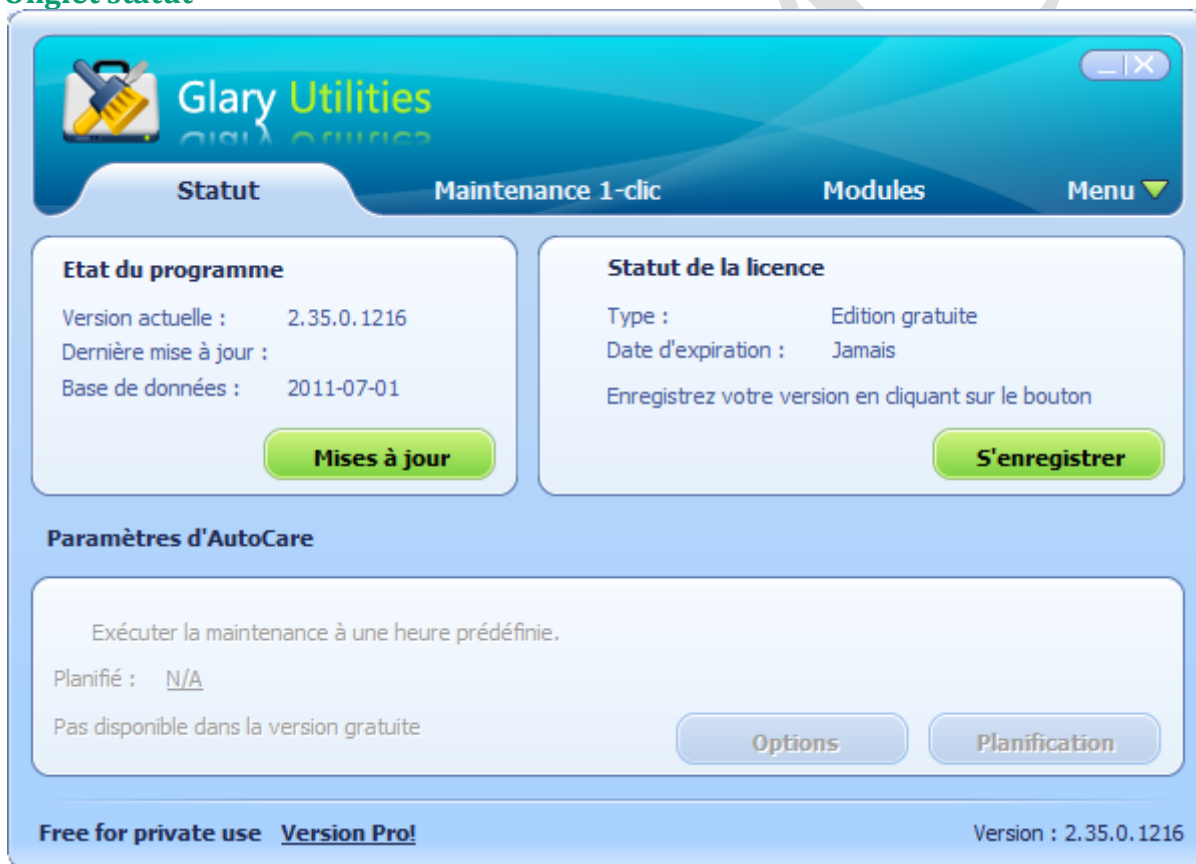 Onglet statut
Glary Utilities
Statut Maintenance 1-clic Modules Menu
Etat du programme
Version actuelle : 2.35.0.1216
Dernière mise à jour :
Base de données : 2011-07-01
Mises à jour
Statut de la licence
Type : Edition gratuite
Date d'expiration : Jamais
Enregistrez votre version en cliquant sur le bouton
S'enregistrer
Paramètres d'AutoCare
Exécuter la maintenance à une heure prédéfinie.
Planifié : N/A
Pas disponible dans la version gratuite
Options Planification
Free for private use Version Pro! Version : 2.35.0.1216